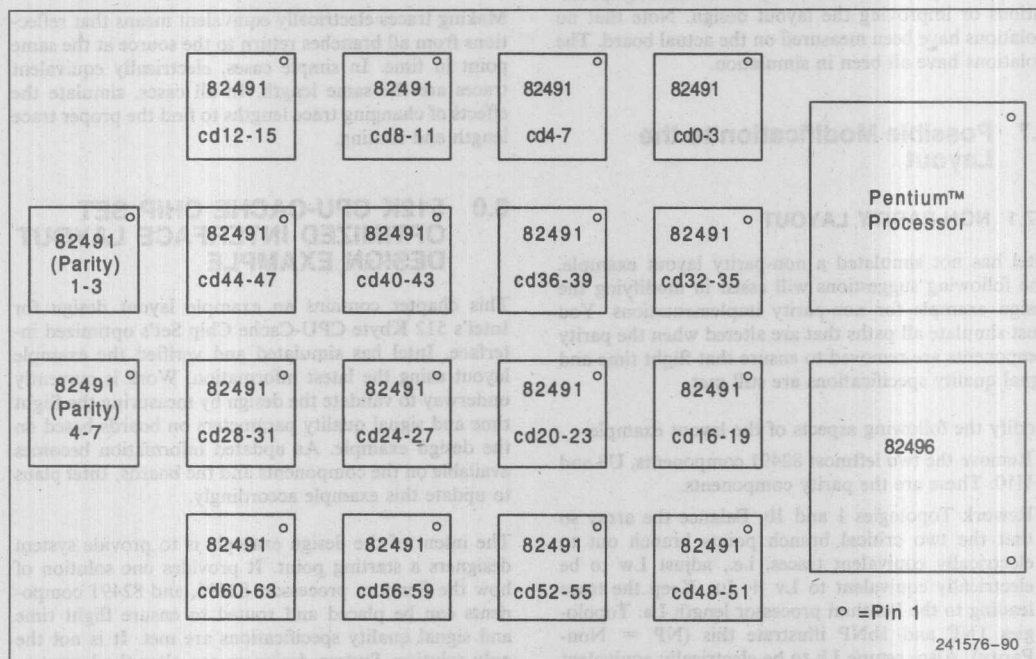 82491
cd12-15
82491
cd8-11
82491
cd4-7
82491
cd0-3
Pentium™
Processor
82491
(Parity)
1-3
82491
cd44-47
82491
cd40-43
82491
cd36-39
82491
cd32-35
82491
(Parity)
4-7
82491
cd28-31
82491
cd24-27
82491
cd20-23
82491
cd16-19
82496
82491
cd60-63
82491
cd56-59
82491
cd52-55
82491
cd48-51
=Pin 1
241576-90